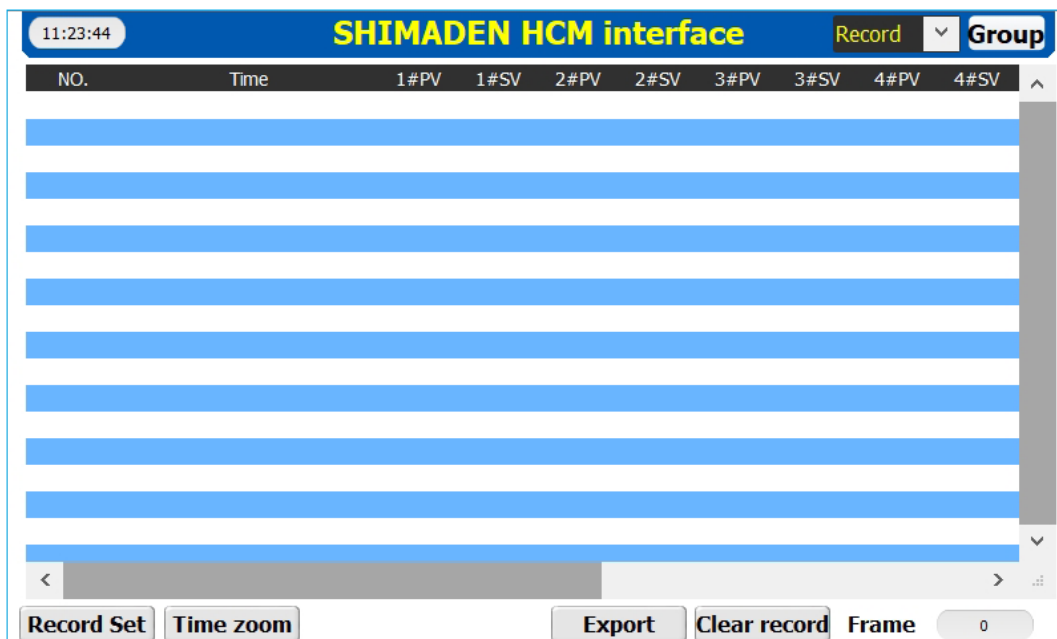 11:23:44 SHIMADEN HCM interface Record Group
NO. Time 1#PV 1#SV 2#PV 2#SV 3#PV 3#SV 4#PV 4#SV
Record Set Time zoom Export Clear record Frame 0